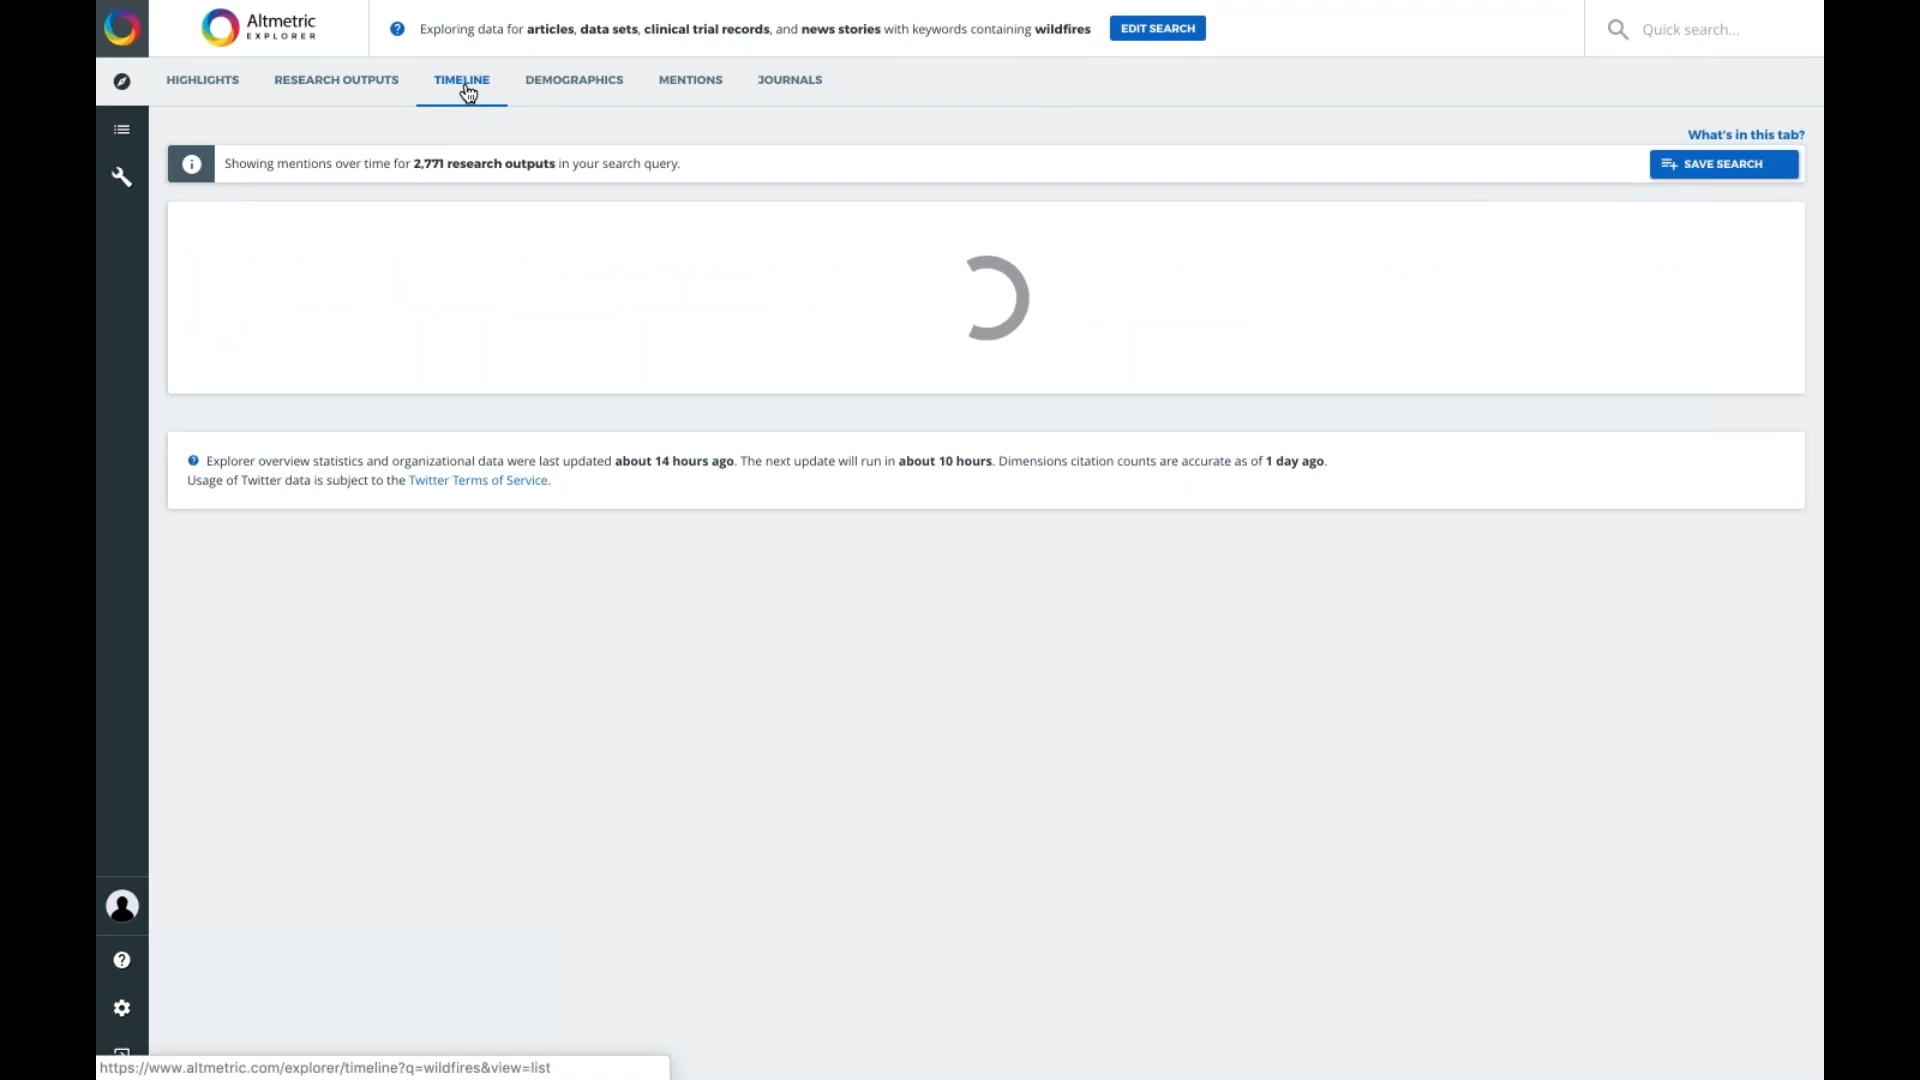 Altmetric
EXPLORER
Exploring data for articles, data sets, clinical trial records, and news stories with keywords containing wildfires
EDIT SEARCH
Quick search...
HIGHLIGHTS
RESEARCH OUTPUTS
TIMELINE
DEMOGRAPHICS
MENTIONS
JOURNALS
What's in this tab?
Showing mentions over time for 2,771 research outputs in your search query.
SAVE SEARCH
Explorer overview statistics and organizational data were last updated about 14 hours ago. The next update will run in about 10 hours. Dimensions citation counts are accurate as of 1 day ago.
Usage of Twitter data is subject to the Twitter Terms of Service.
https://www.altmetric.com/explorer/timeline?q=wildfires&view=list